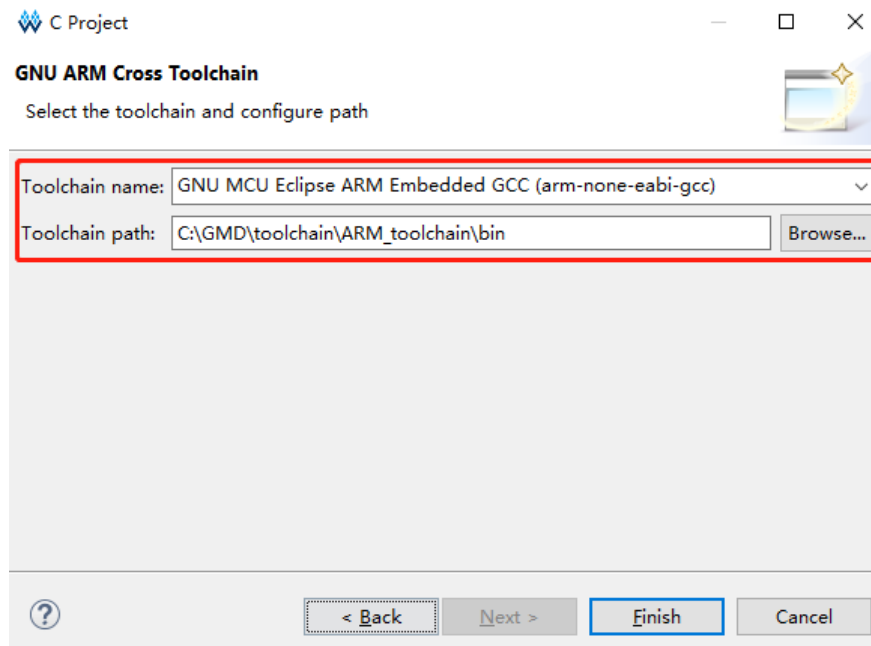 C Project
GNU ARM Cross Toolchain
Select the toolchain and configure path
Toolchain name: GNU MCU Eclipse ARM Embedded GCC (arm-none-eabi-gcc)
Toolchain path: C:\GMD\toolchain\ARM_toolchain\bin Browse...
? < Back Next > Finish Cancel